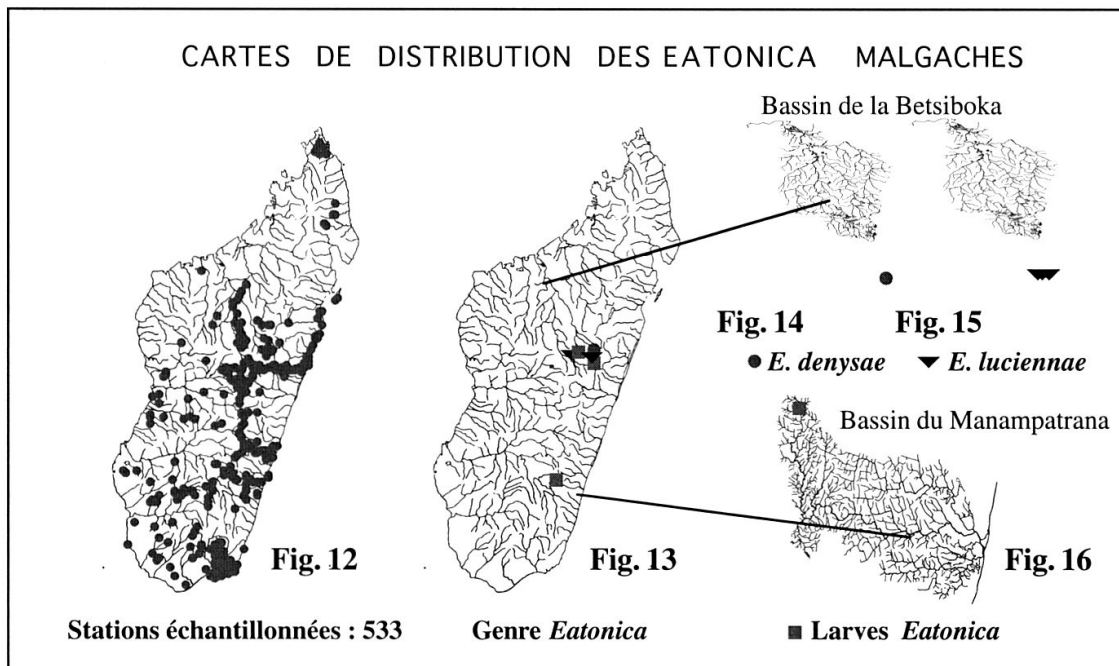 CARTES DE DISTRIBUTION DES EATONICA MALGACHES
Bassin de la Betsiboka
Fig. 14 Fig. 15
E. denysae E. luciennae
Bassin du Manampatrana
Fig. 12 Fig. 13 Fig. 16
Stations échantillonnées : 533 Genre Eatonica Larves Eatonica